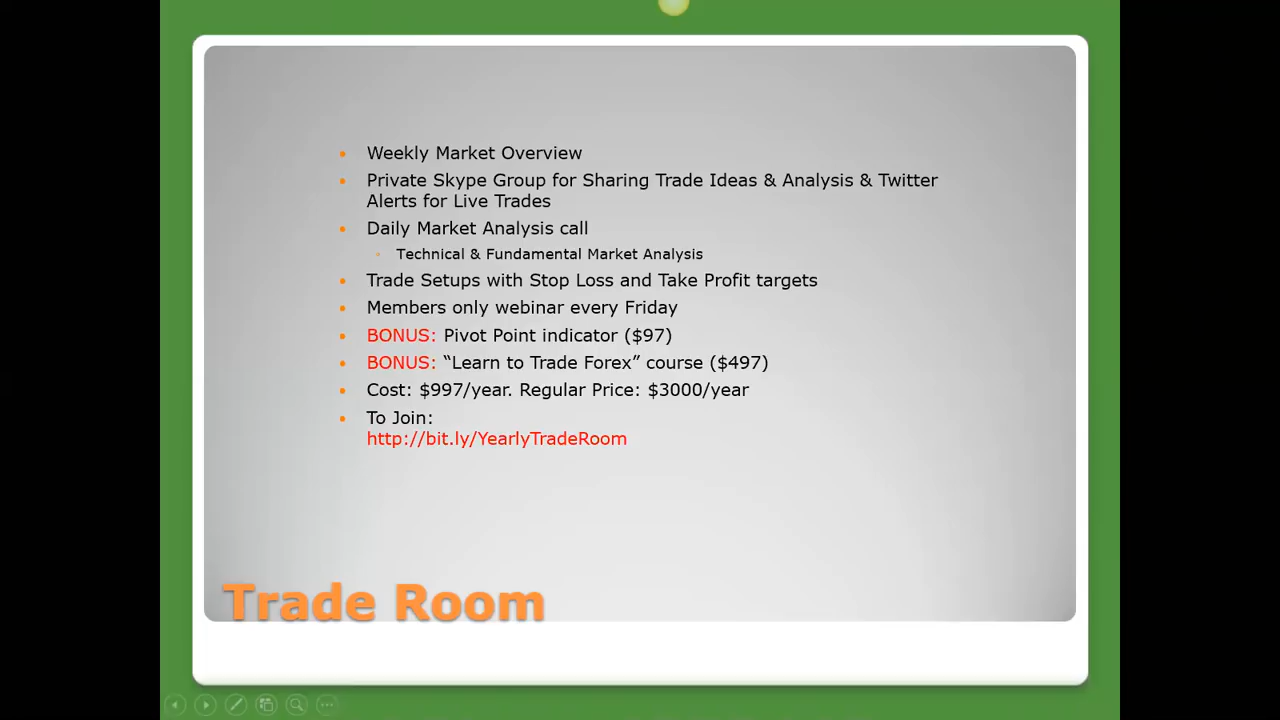 Weekly Market Overview
Private Skype Group for Sharing Trade Ideas & Analysis & Twitter
Alerts for Live Trades
Daily Market Analysis call
Technical & Fundamental Market Analysis
Trade Setups with Stop Loss and Take Profit targets
Members only webinar every Friday
BONUS: Pivot Point indicator ($97)
BONUS: “Learn to Trade Forex” course ($497)
Cost: $997/year. Regular Price: $3000/year
To Join:
http://bit.ly/YearlyTradeRoom
Trade Room